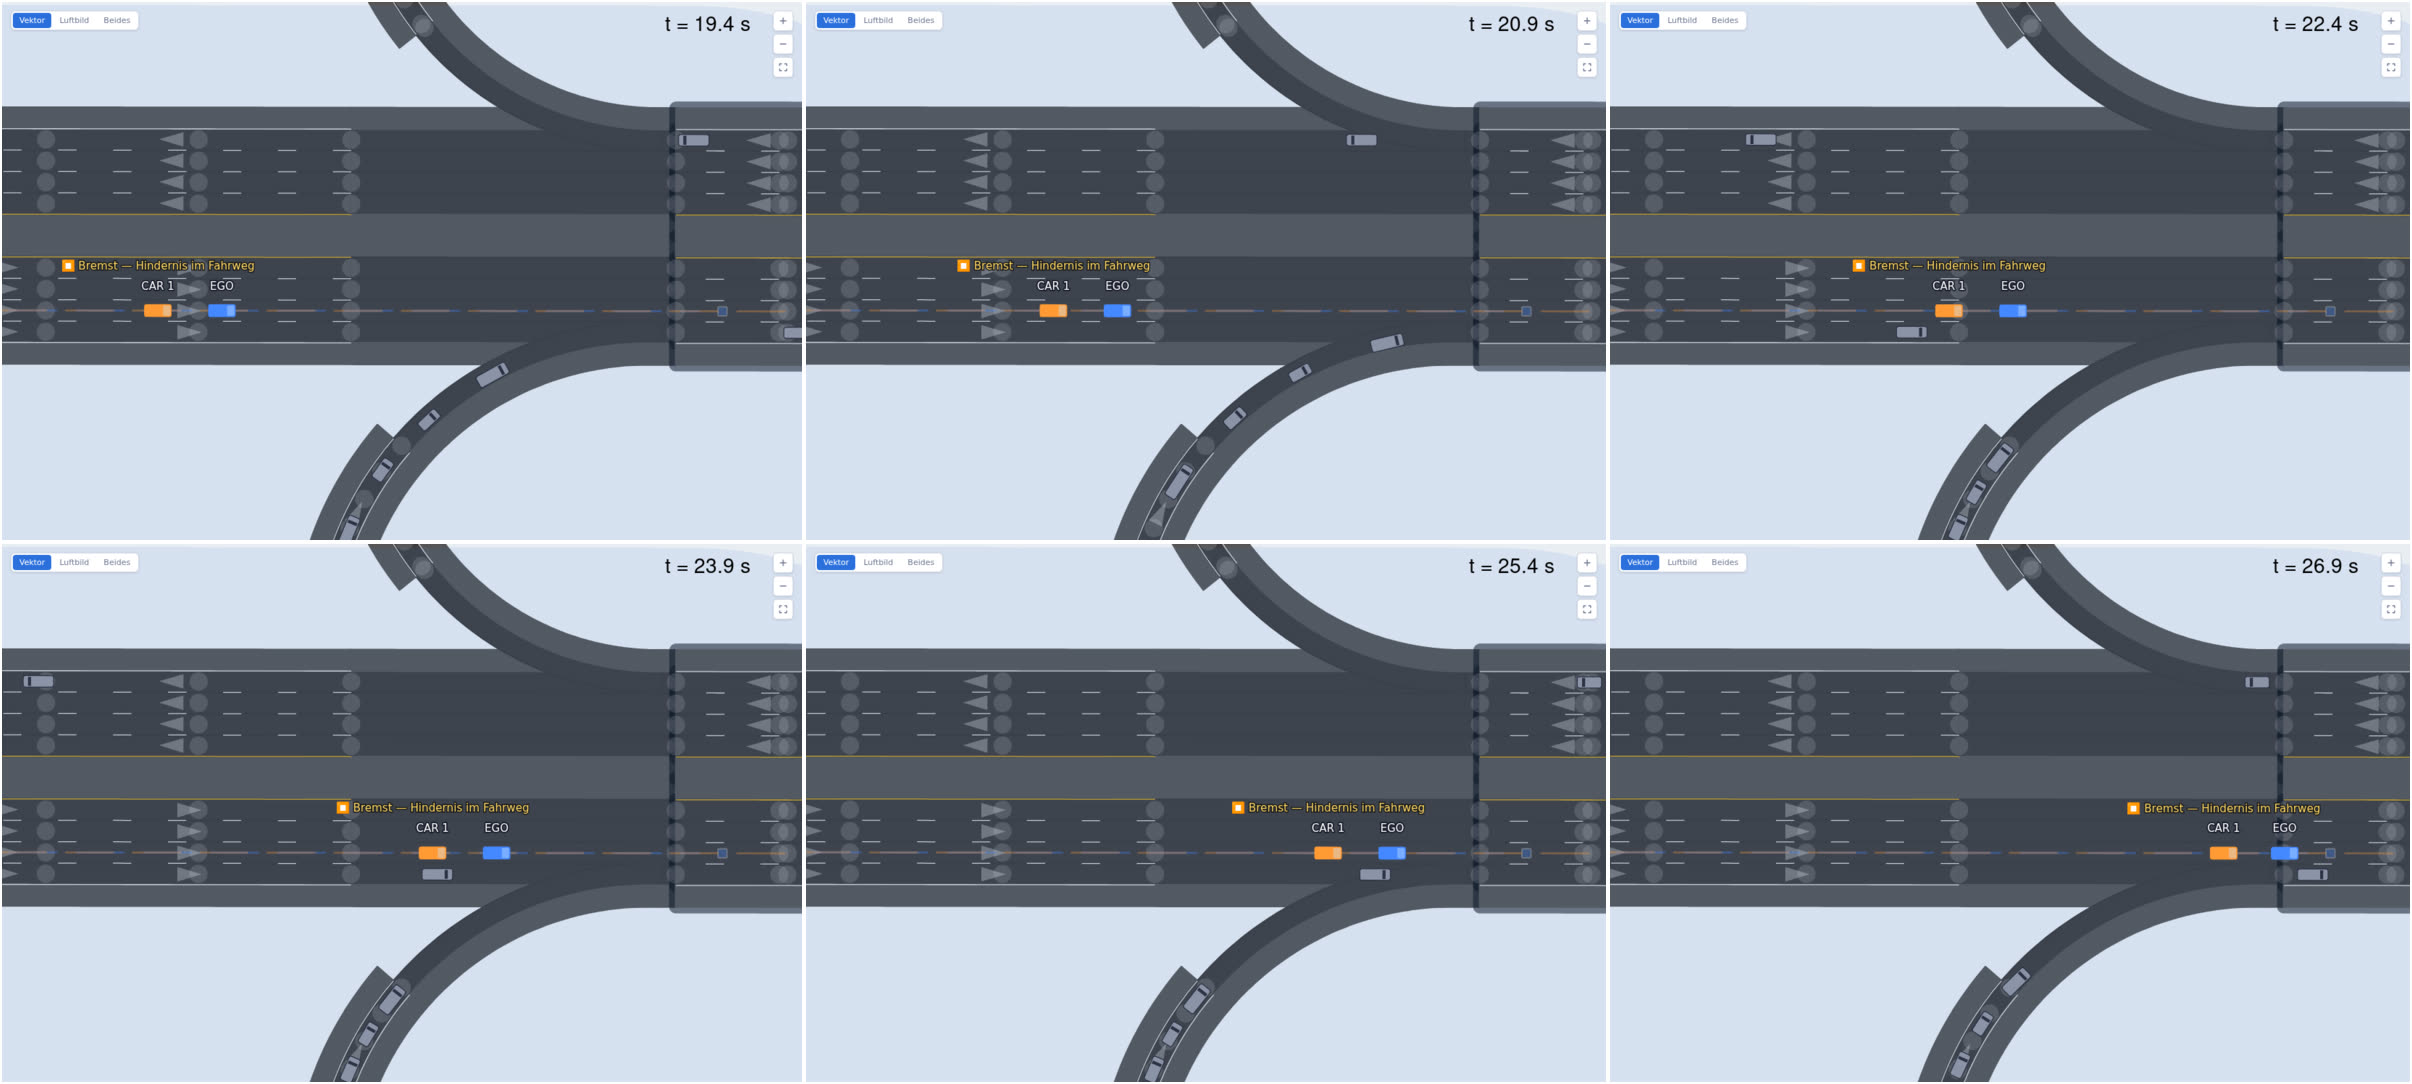 Vektor Luftbild Beides
t = 19.4 s
+
−
Bremst — Hindernis im Fahrweg
CAR 1 EGO
Vektor Luftbild Beides
t = 20.9 s
+
−
Bremst — Hindernis im Fahrweg
CAR 1 EGO
Vektor Luftbild Beides
t = 22.4 s
+
−
Bremst — Hindernis im Fahrweg
CAR 1 EGO
Vektor Luftbild Beides
t = 23.9 s
+
−
Bremst — Hindernis im Fahrweg
CAR 1 EGO
Vektor Luftbild Beides
t = 25.4 s
+
−
Bremst — Hindernis im Fahrweg
CAR 1 EGO
Vektor Luftbild Beides
t = 26.9 s
+
−
Bremst — Hindernis im Fahrweg
CAR 1 EGO